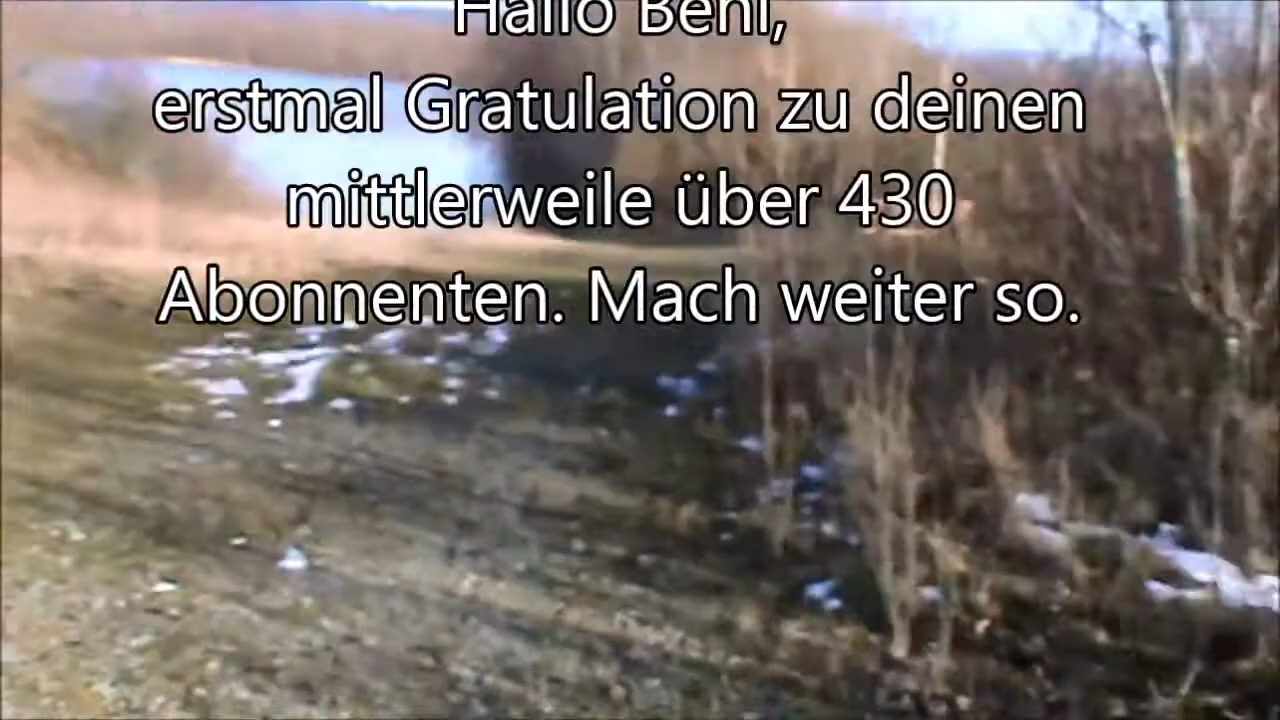 Hallo Beni,
erstmal Gratulation zu deinen
mittlerweile über 430
Abonnenten. Mach weiter so.